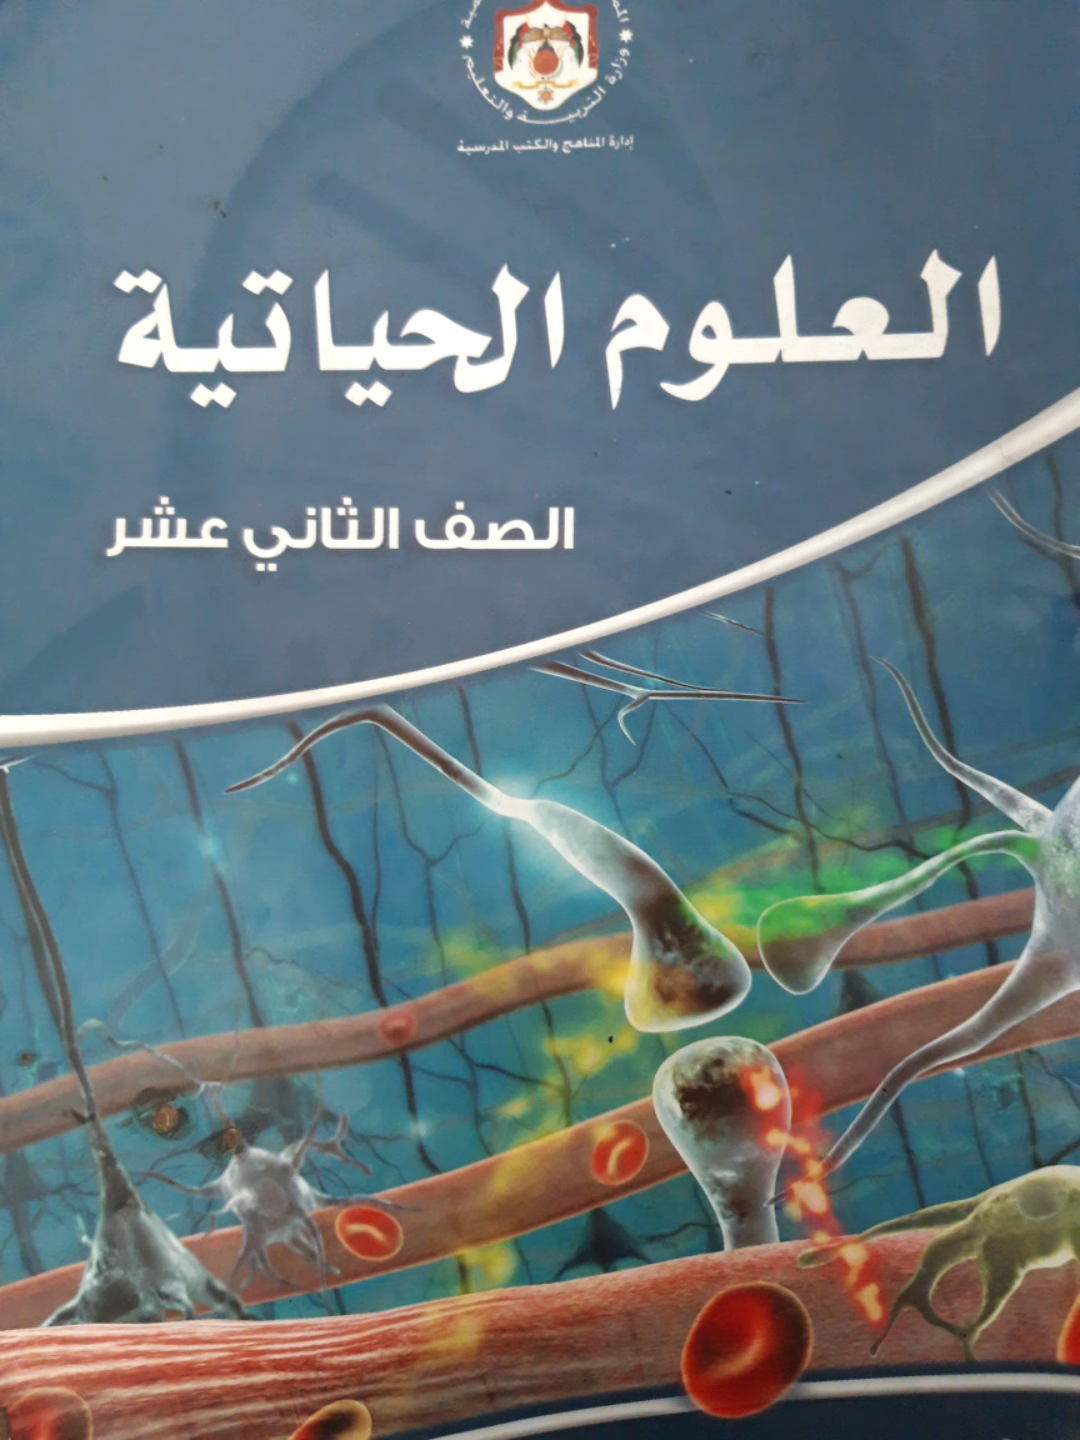 وزارة التربية والتعليم
إدارة المناهج والكتب المدرسية
العلوم الحياتية
الصف الثاني عشر